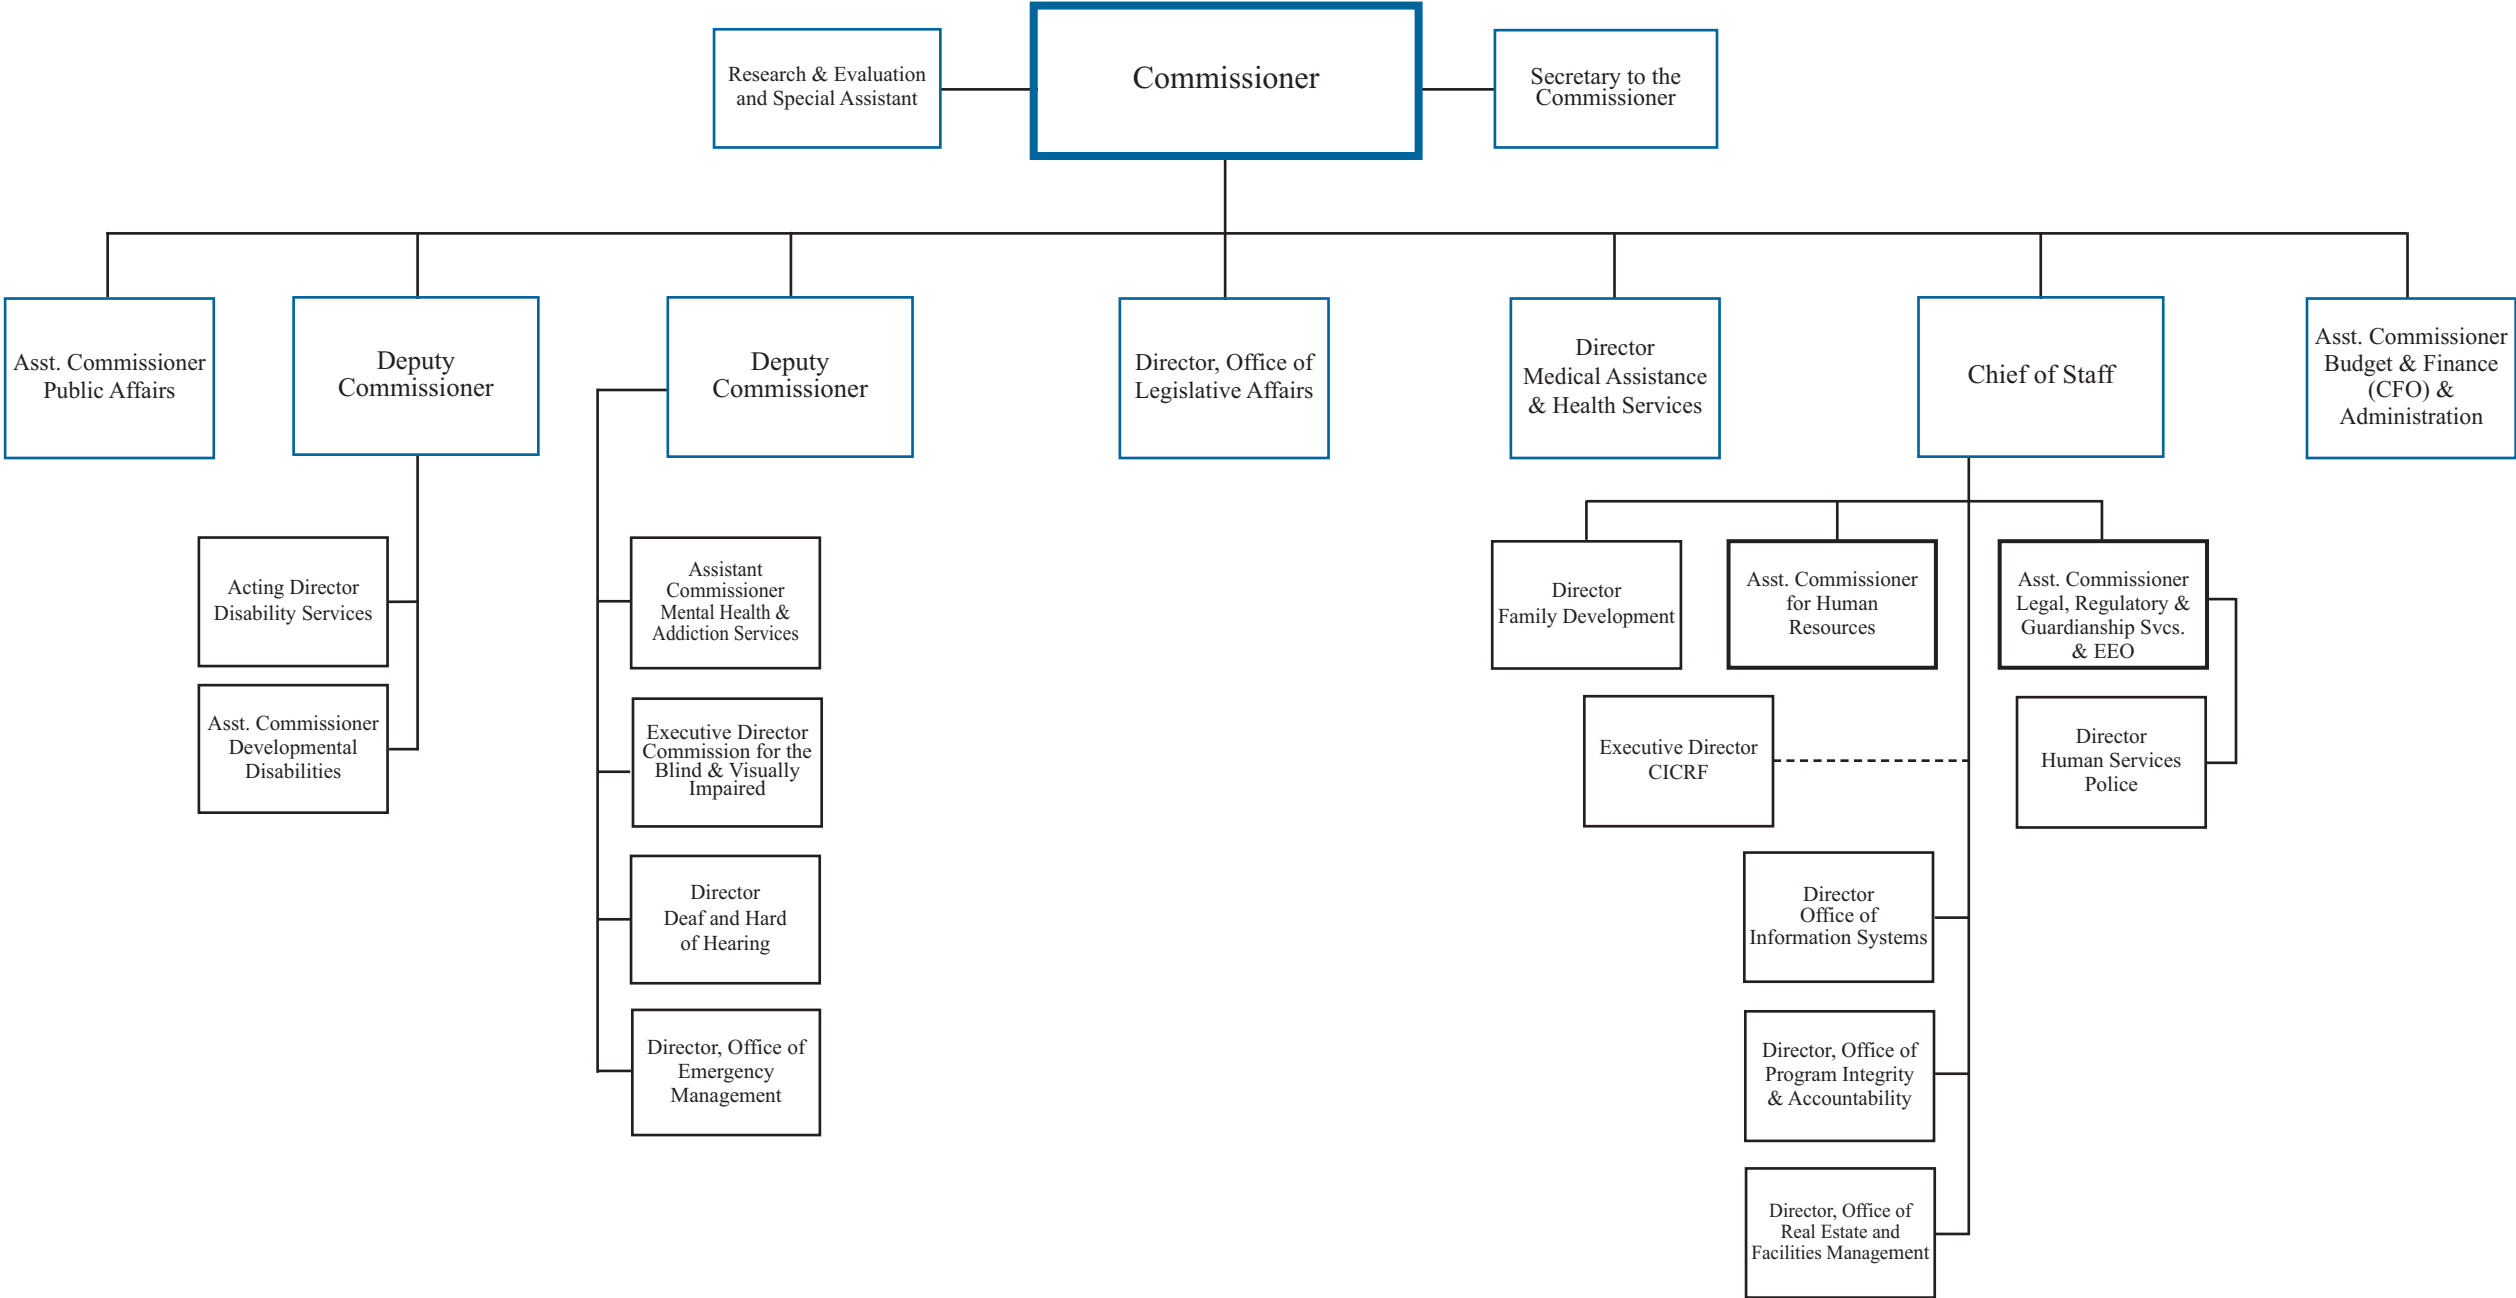 Research & Evaluation
and Special Assistant
Commissioner
Secretary to the
Commissioner
Asst. Commissioner
Public Affairs
Deputy
Commissioner
Deputy
Commissioner
Director, Office of
Legislative Affairs
Director
Medical Assistance
& Health Services
Chief of Staff
Asst. Commissioner
Budget & Finance
(CFO) &
Administration
Acting Director
Disability Services
Asst. Commissioner
Developmental
Disabilities
Assistant
Commissioner
Mental Health &
Addiction Services
Executive Director
Commission for the
Blind & Visually
Impaired
Director
Deaf and Hard
of Hearing
Director, Office of
Emergency
Management
Director
Family Development
Asst. Commissioner
for Human
Resources
Asst. Commissioner
Legal, Regulatory &
Guardianship Svcs.
& EEO
Executive Director
CICRF
Director
Human Services
Police
Director
Office of
Information Systems
Director, Office of
Program Integrity
& Accountability
Director, Office of
Real Estate and
Facilities Management